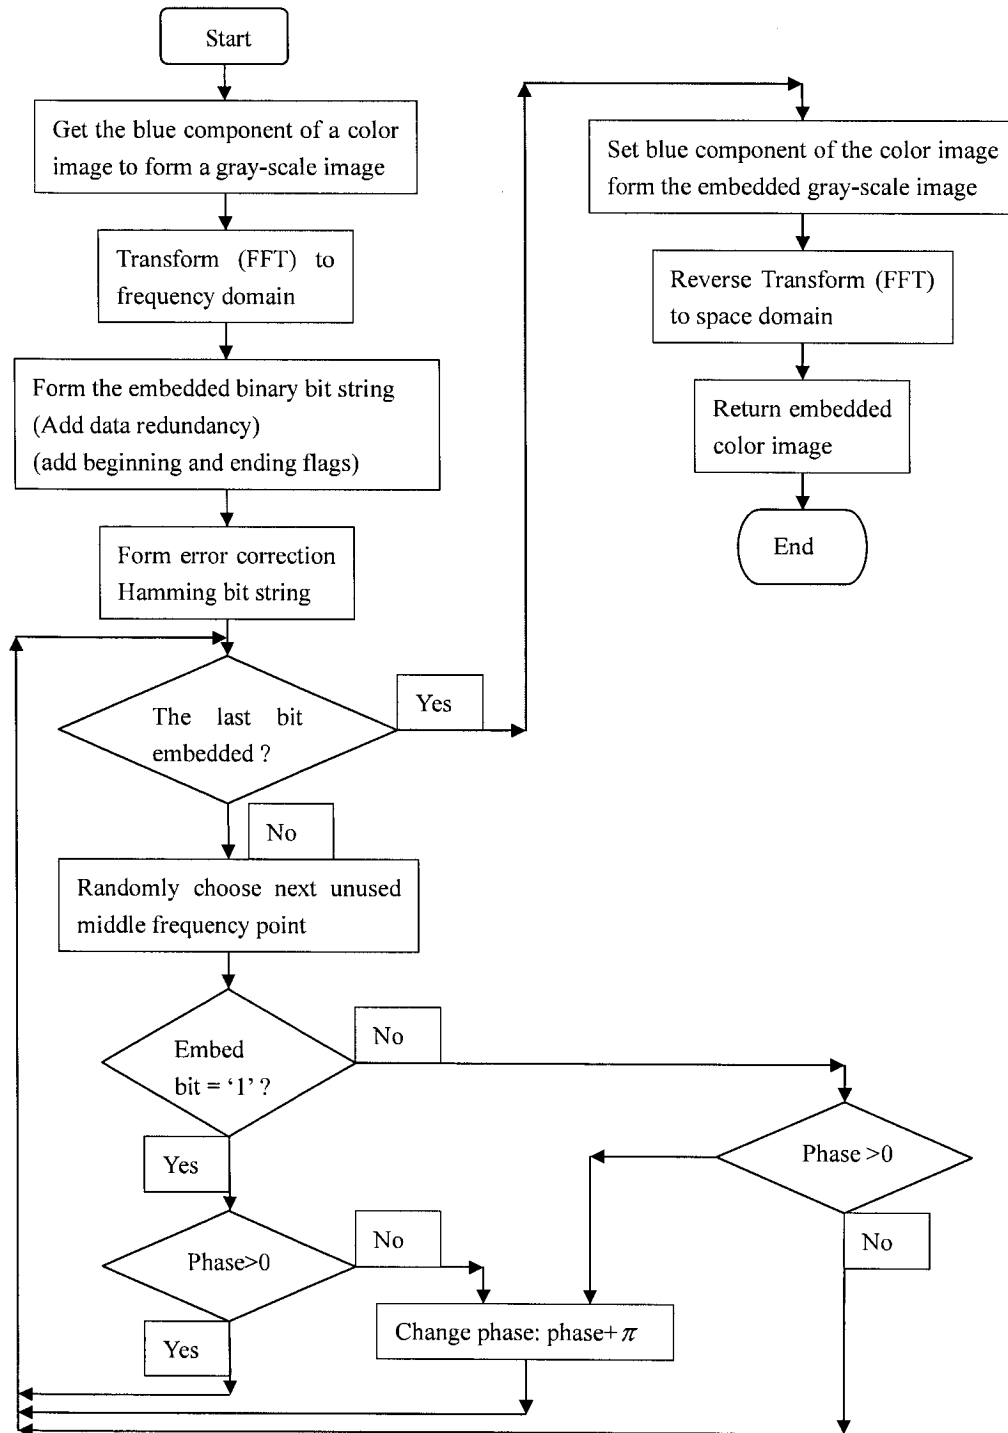 Start
Get the blue component of a color
image to form a gray-scale image
Transform (FFT) to
frequency domain
Form the embedded binary bit string
(Add data redundancy)
(add beginning and ending flags)
Form error correction
Hamming bit string
The last bit
embedded ?
Yes
No
Randomly choose next unused
middle frequency point
Embed
bit = ‘1’ ?
No
Yes
Phase>0
No
Yes
Change phase: phase+ π
Phase >0
No
Set blue component of the color image
form the embedded gray-scale image
Reverse Transform (FFT)
to space domain
Return embedded
color image
End